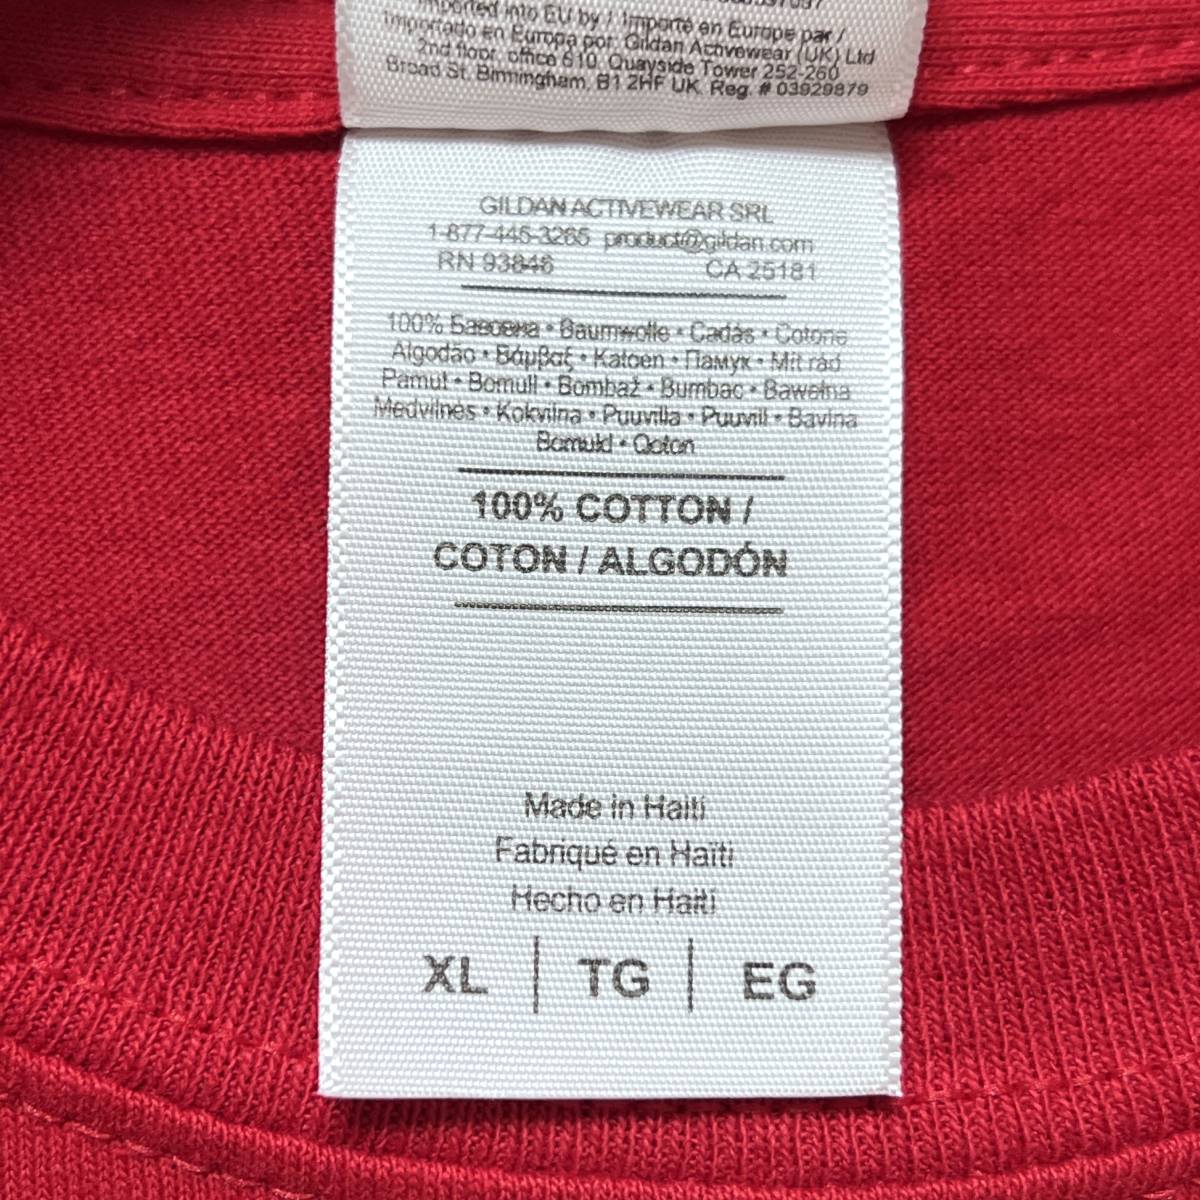 Imported into EU by / Importé en Europe par /
Importado en Europa por: Gildan Activewear (UK) Ltd
2nd floor, office 610, Quayside Tower 252-260
Broad St. Birmingham, B1 2HF UK. Reg. # 03929879
GILDAN ACTIVEWEAR SRL
1-877-445-3265 product@gildan.com
RN 93846 CA 25181
100% Бавовна • Baumwolle • Cadás • Cotone
Algodão • Βάμβαξ • Katoen • Памук • Mit rád
Pamut • Bomull • Bombaž • Bumbac • Bawełna
Medvilnės • Kokvilna • Puuvilla • Puuvill • Bavlna
Bomuld • Qoton
100% COTTON /
COTON / ALGODÓN
Made in Haiti
Fabriqué en Haïti
Hecho en Haití
XL | TG | EG